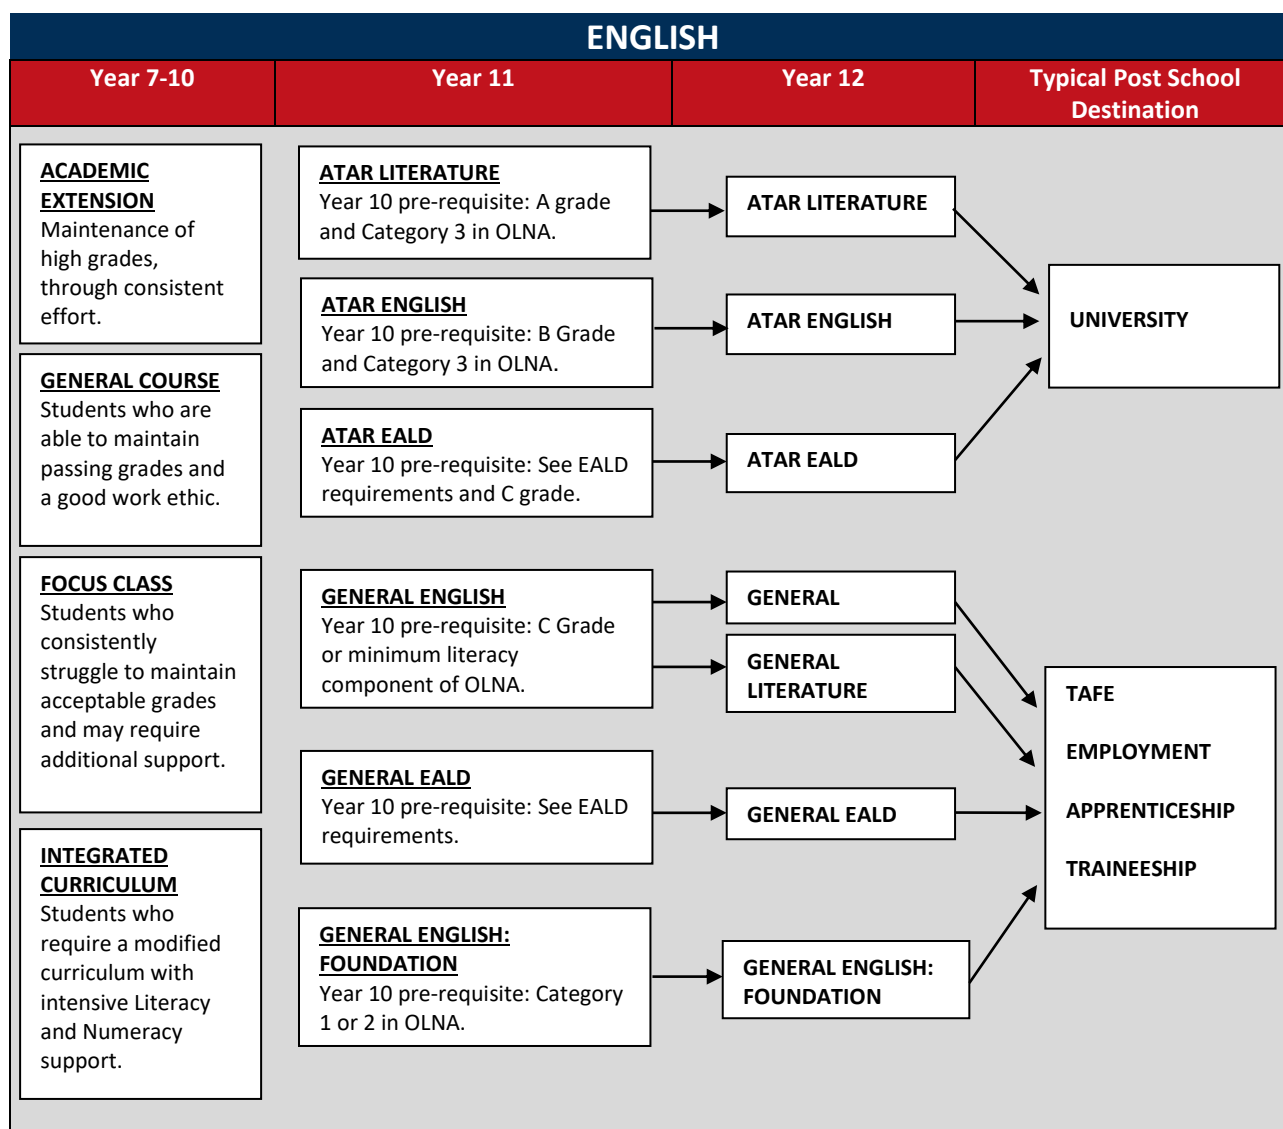 ENGLISH
Year 7-10
Year 11
Year 12
Typical Post School
Destination
ACADEMIC
EXTENSION
Maintenance of
high grades,
through consistent
effort.
GENERAL COURSE
Students who are
able to maintain
passing grades and
a good work ethic.
FOCUS CLASS
Students who
consistently
struggle to maintain
acceptable grades
and may require
additional support.
INTEGRATED
CURRICULUM
Students who
require a modified
curriculum with
intensive Literacy
and Numeracy
support.
ATAR LITERATURE
Year 10 pre-requisite: A grade
and Category 3 in OLNA.
ATAR ENGLISH
Year 10 pre-requisite: B Grade
and Category 3 in OLNA.
ATAR EALD
Year 10 pre-requisite: See EALD
requirements and C grade.
GENERAL ENGLISH
Year 10 pre-requisite: C Grade
or minimum literacy
component of OLNA.
GENERAL EALD
Year 10 pre-requisite: See EALD
requirements.
GENERAL ENGLISH:
FOUNDATION
Year 10 pre-requisite: Category
1 or 2 in OLNA.
ATAR LITERATURE
ATAR ENGLISH
ATAR EALD
GENERAL
GENERAL
LITERATURE
GENERAL EALD
GENERAL ENGLISH:
FOUNDATION
UNIVERSITY
TAFE
EMPLOYMENT
APPRENTICESHIP
TRAINEESHIP